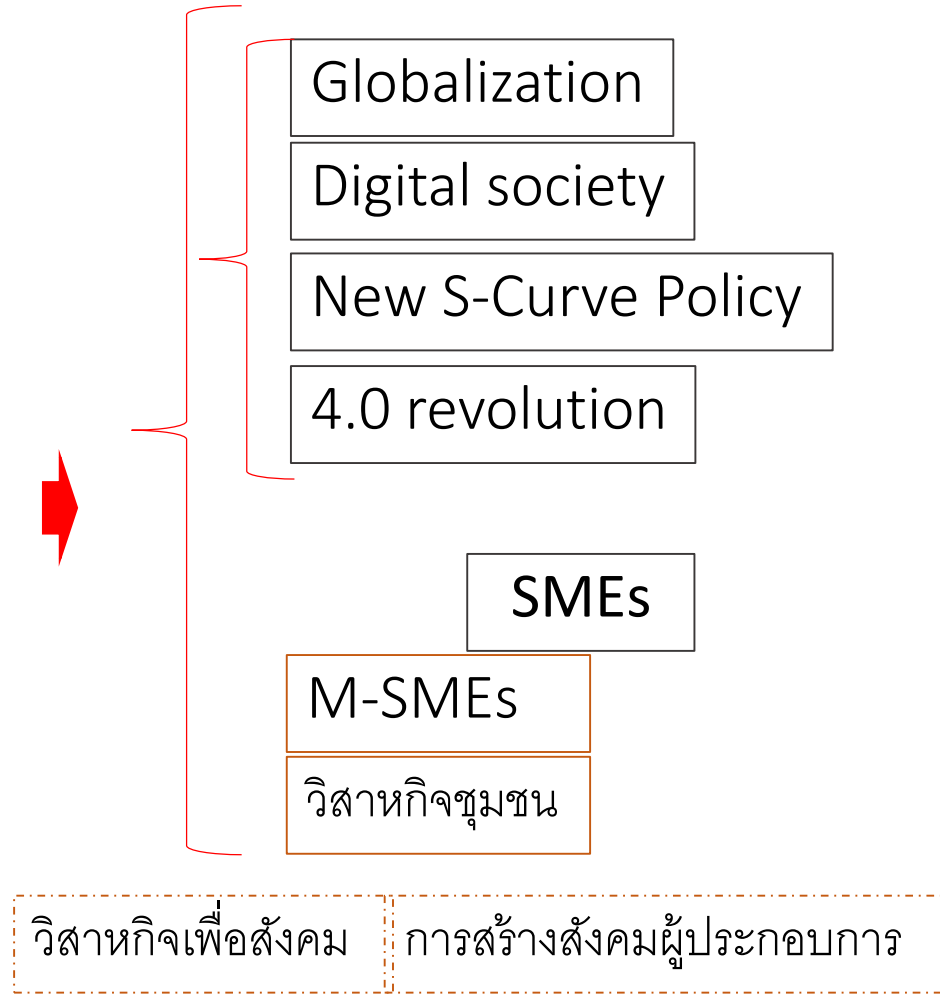 Globalization
Digital society
New S-Curve Policy
4.0 revolution
SMEs
M-SMEs
วิสาหกิจชุมชน
วิสาหกิจเพื่อสังคม การสร้างสังคมผู้ประกอบการ